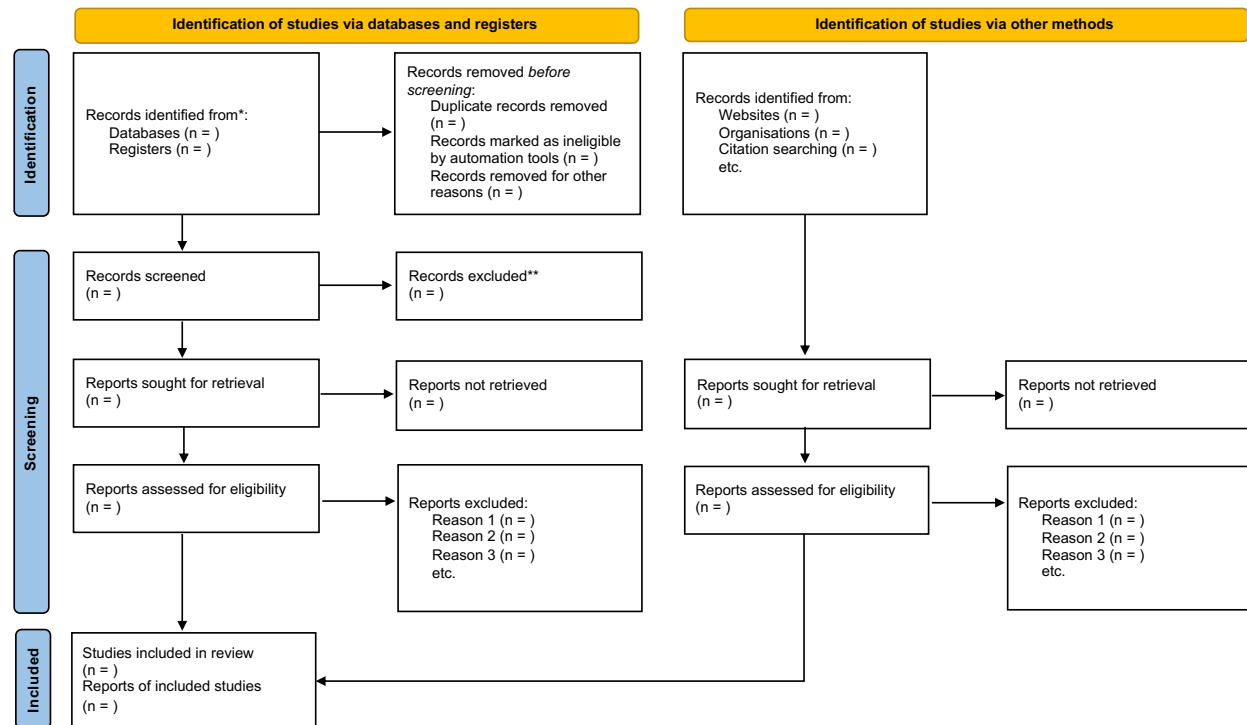 Identification of studies via databases and registers
Identification of studies via other methods
Identification
Records identified from*:
Databases (n = )
Registers (n = )
Records removed before
screening:
Duplicate records removed
(n = )
Records marked as ineligible
by automation tools (n = )
Records removed for other
reasons (n = )
Records identified from:
Websites (n = )
Organisations (n = )
Citation searching (n = )
etc.
Screening
Records screened
(n = )
Records excluded**
(n = )
Reports sought for retrieval
(n = )
Reports not retrieved
(n = )
Reports sought for retrieval
(n = )
Reports not retrieved
(n = )
Reports assessed for eligibility
(n = )
Reports excluded:
Reason 1 (n = )
Reason 2 (n = )
Reason 3 (n = )
etc.
Reports assessed for eligibility
(n = )
Reports excluded:
Reason 1 (n = )
Reason 2 (n = )
Reason 3 (n = )
etc.
Included
Studies included in review
(n = )
Reports of included studies
(n = )